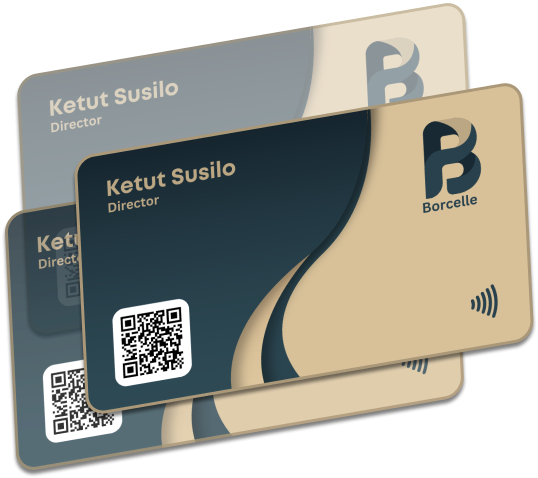 Ketut Susilo
Director
Ketut Susilo
Director
Borcelle